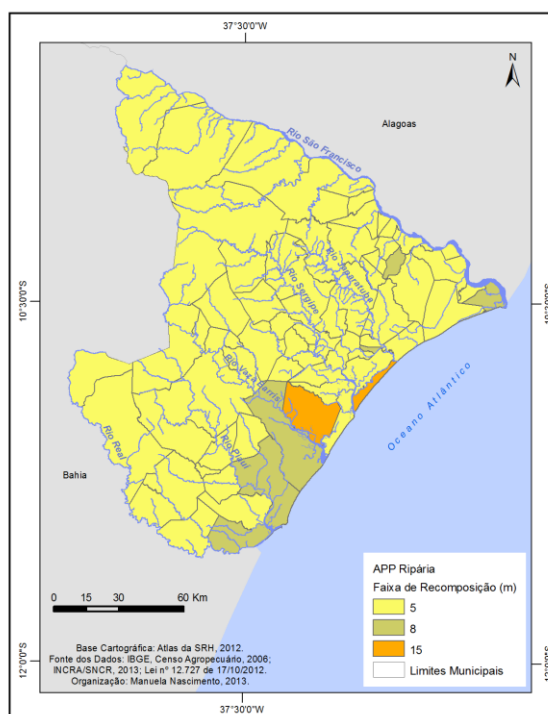 37°30'0"W
N
Alagoas
Rio São Francisco
Rio Japaratuba
Rio Sergipe
10°30'0"S
10°30'0"S
Rio Vaza Barris
Oceano Atlântico
Rio Piauí
Rio Real
Bahia
APP Ripária
Faixa de Recomposição (m)
5
8
15
Limites Municipais
0 15 30 60 Km
Base Cartográfica: Atlas da SRH, 2012.
Fonte dos Dados: IBGE, Censo Agropecuário, 2006;
INCRA/SNCR, 2013; Lei nº 12.727 de 17/10/2012.
Organização: Manuela Nascimento, 2013.
12°0'0"S
12°0'0"S
37°30'0"W